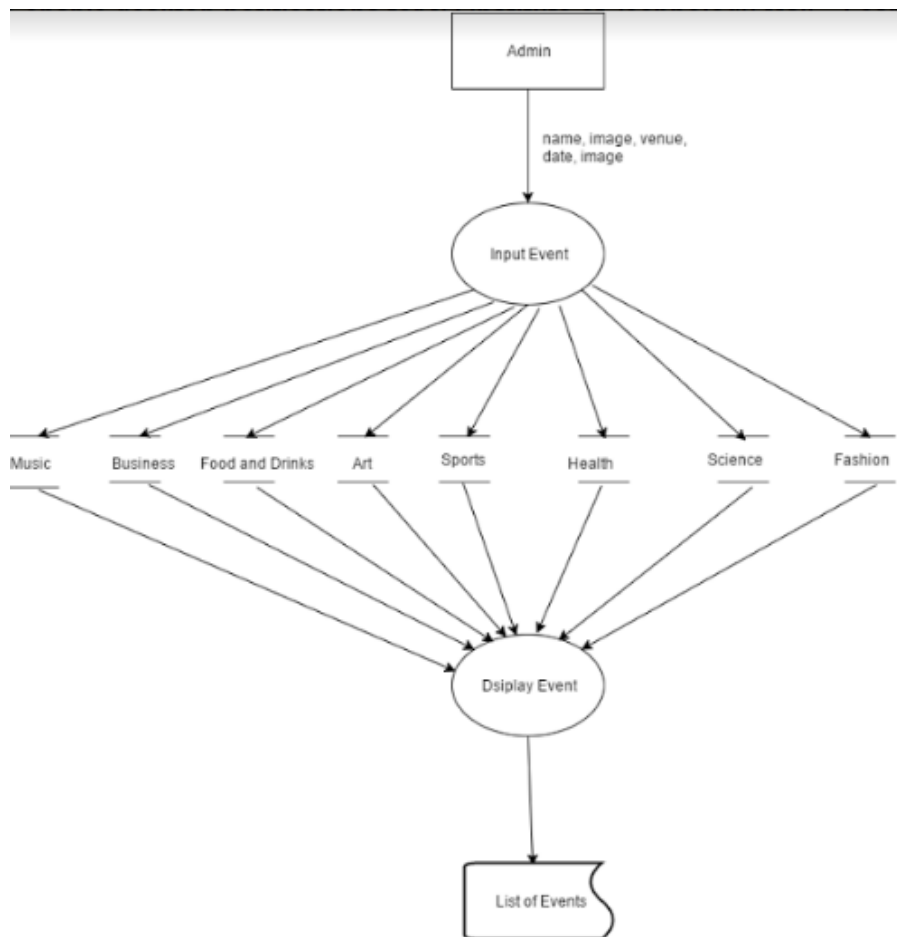 Admin
name, image, venue,
date, image
Input Event
Music
Business
Food and Drinks
Art
Sports
Health
Science
Fashion
Dsiplay Event
List of Events